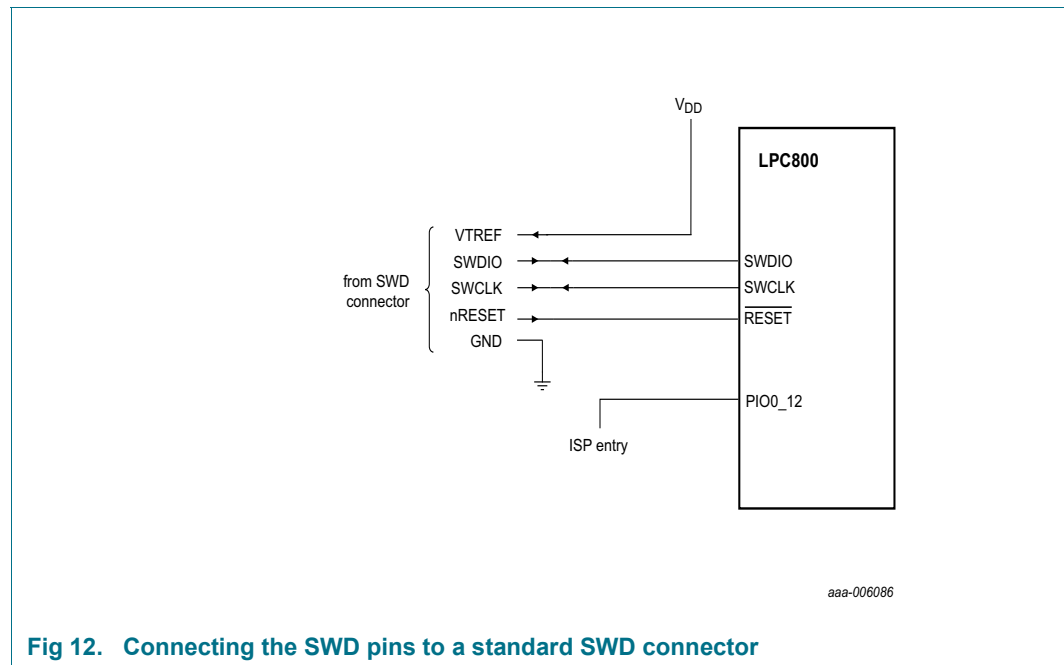 VDD
LPC800
VTREF
SWDIO
SWCLK
nRESET
GND
from SWD
connector
SWDIO
SWCLK
RESET
PIO0_12
ISP entry
aaa-006086
Fig 12. Connecting the SWD pins to a standard SWD connector